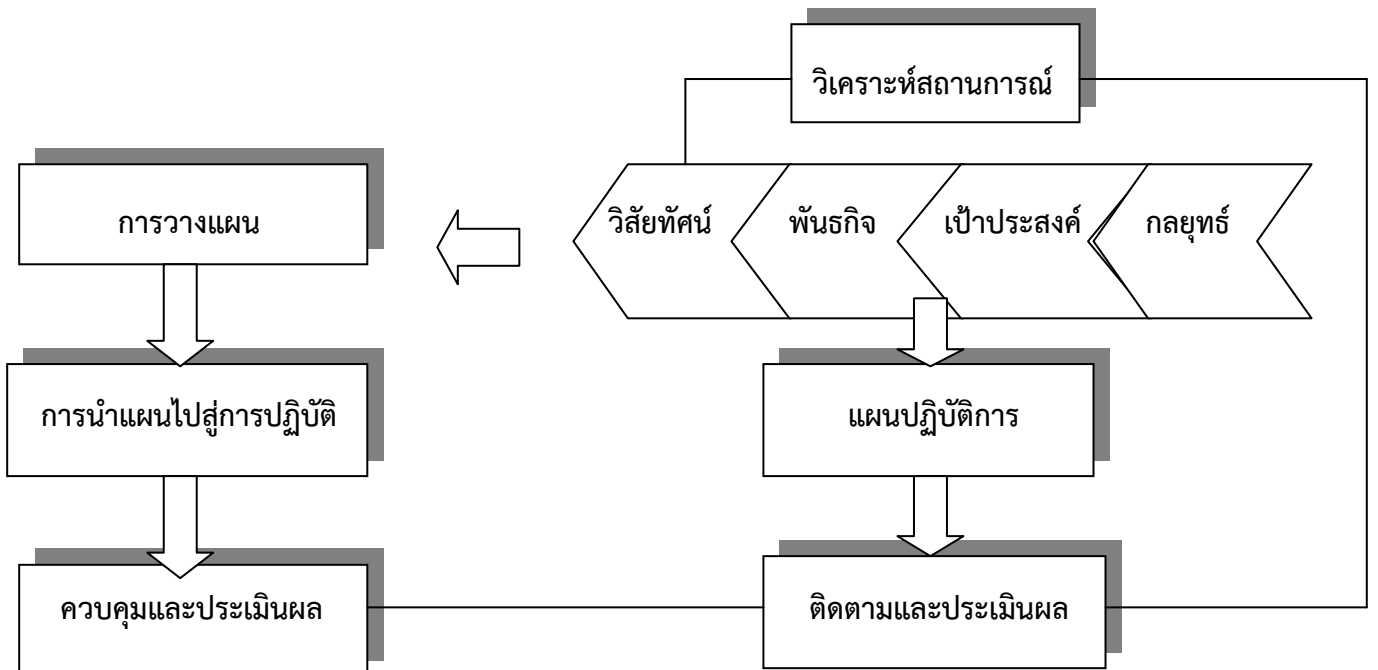 วิเคราะห์สถานการณ์
การวางแผน
วิสัยทัศน์
พันธกิจ
เป้าประสงค์
กลยุทธ์
การนำแผนไปสู่การปฏิบัติ
แผนปฏิบัติการ
ควบคุมและประเมินผล
ติดตามและประเมินผล